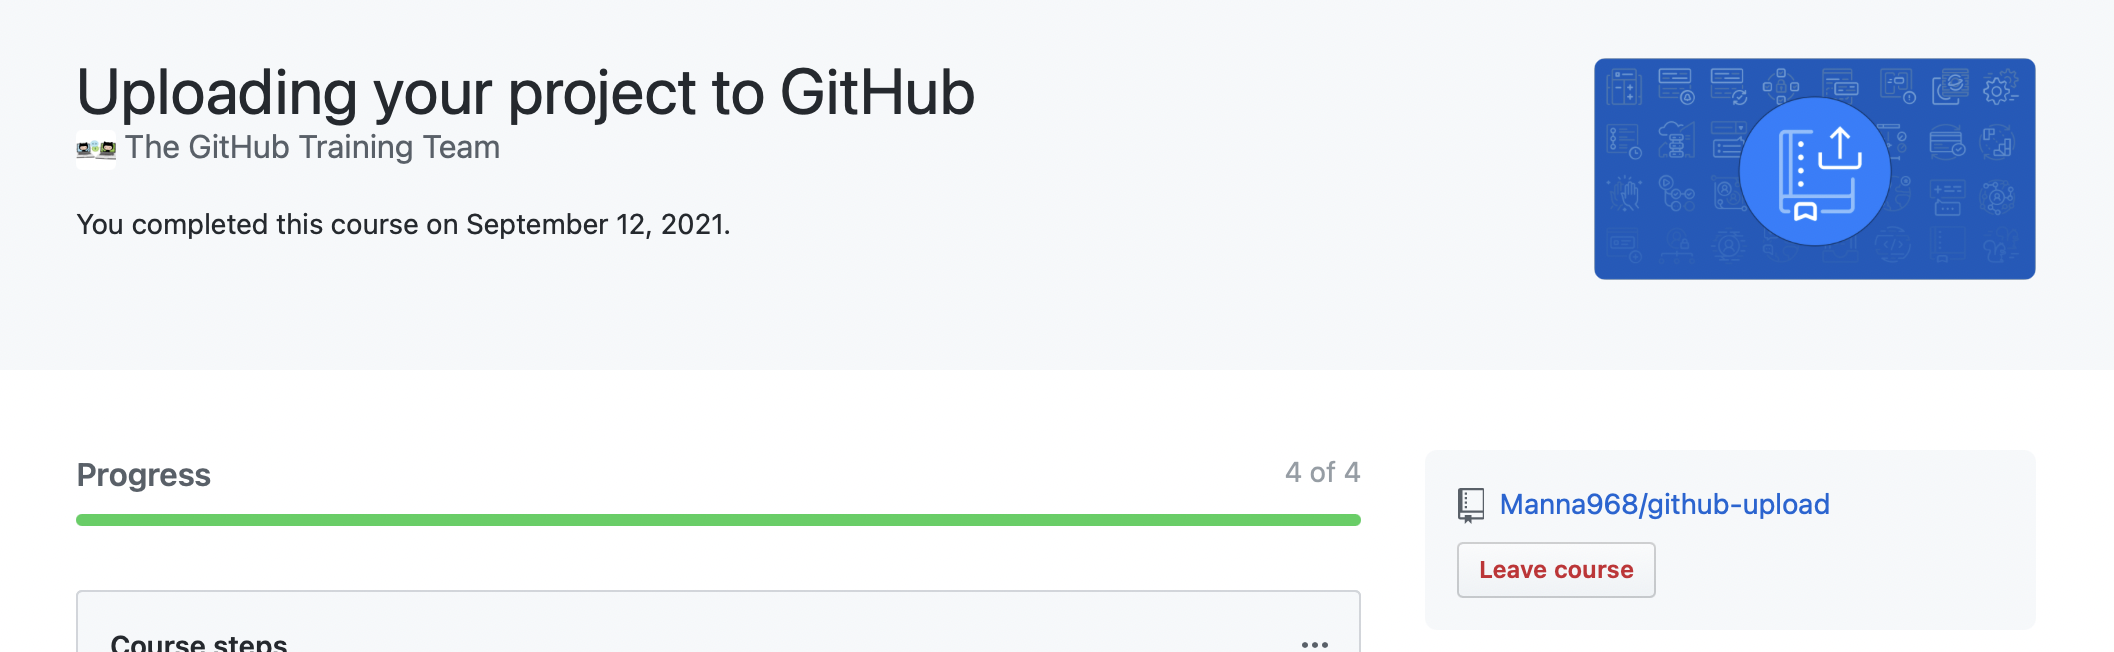 Uploading your project to GitHub
The GitHub Training Team
You completed this course on September 12, 2021.
Progress
4 of 4
Manna968/github-upload
Leave course
Course steps